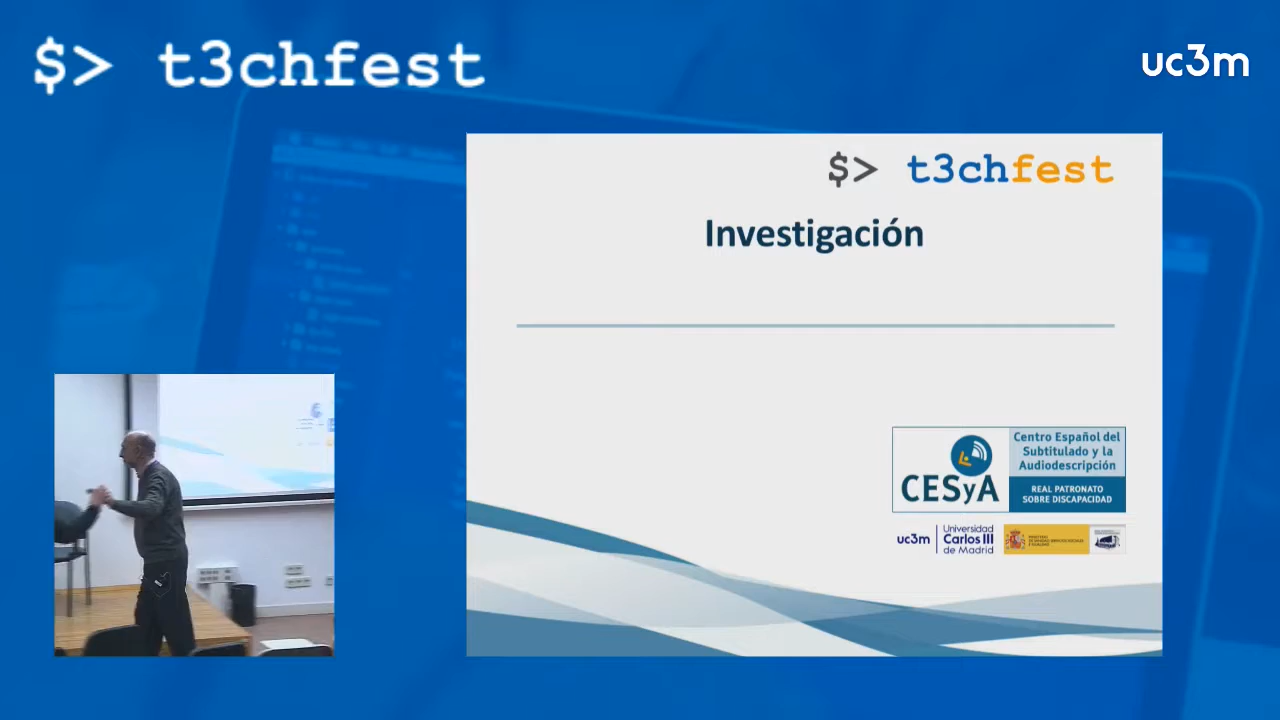 $> t3chfest
uc3m
$> t3chfest
Investigación
CESyA
Centro Español del
Subtitulado y la
Audiodescripción
REAL PATRONATO
SOBRE DISCAPACIDAD
uc3m
Universidad
Carlos III
de Madrid